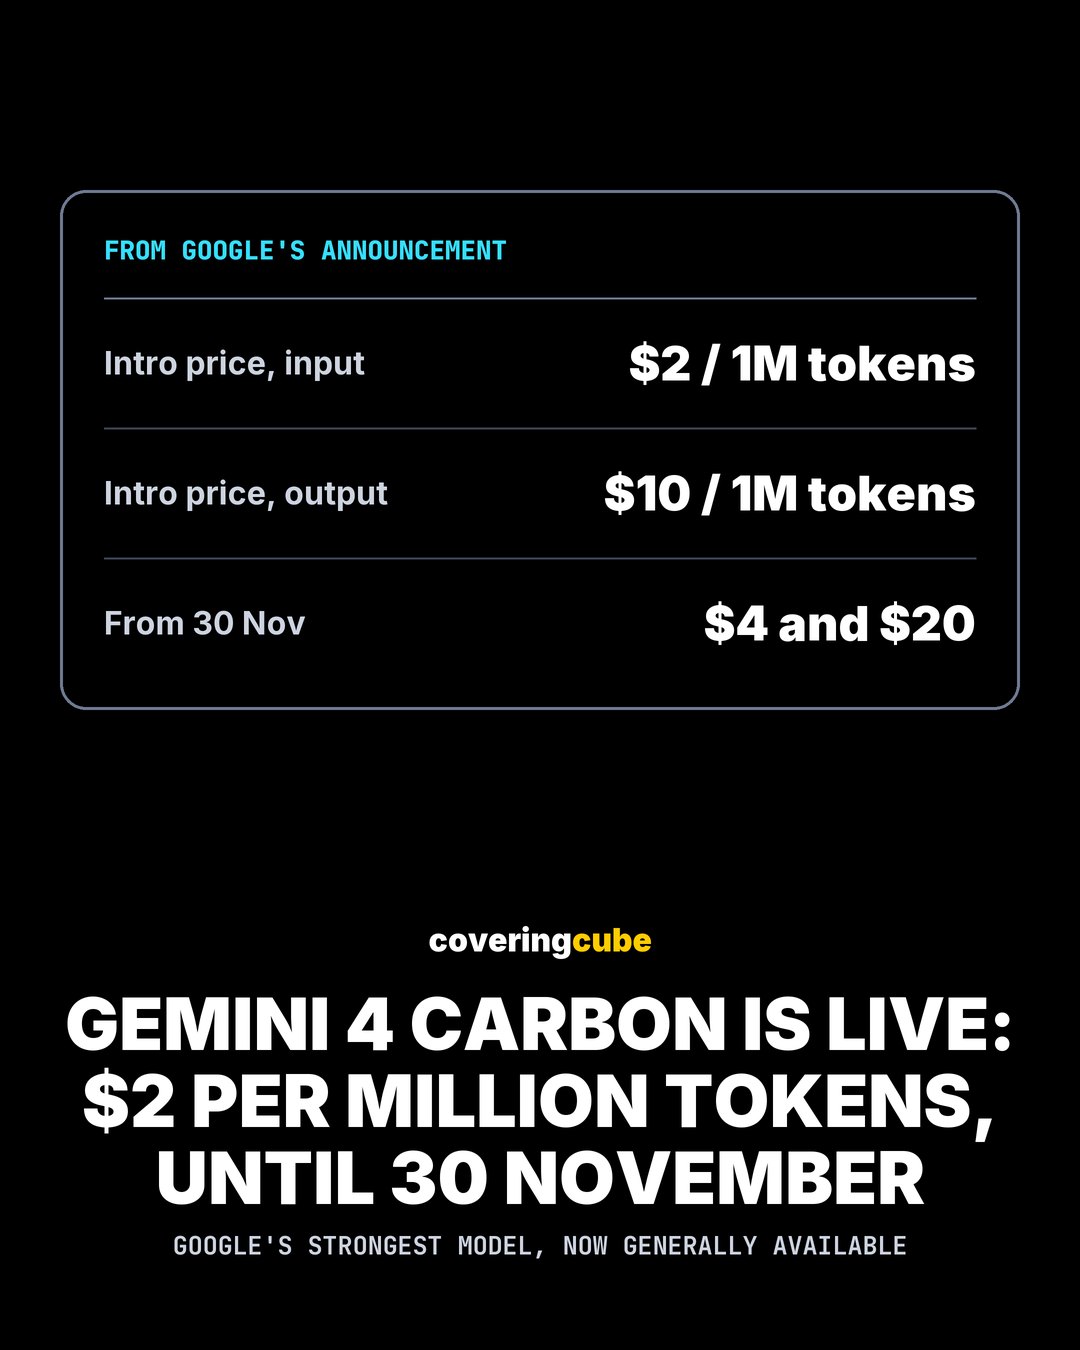 FROM GOOGLE'S ANNOUNCEMENT
Intro price, input
$2 / 1M tokens
Intro price, output
$10 / 1M tokens
From 30 Nov
$4 and $20
coveringcube
GEMINI 4 CARBON IS LIVE:
$2 PER MILLION TOKENS,
UNTIL 30 NOVEMBER
GOOGLE'S STRONGEST MODEL, NOW GENERALLY AVAILABLE